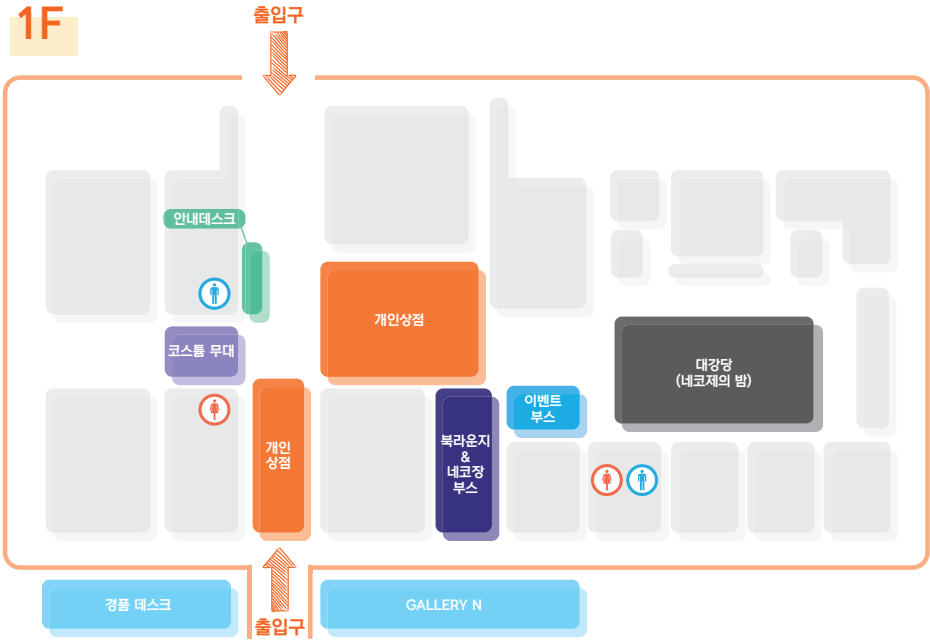 1F
출입구
안내데스크
개인상점
코스튬 무대
대강당
(네코제의 밤)
이벤트
부스
개인
상점
북라운지
&
네코장
부스
경품 데스크
GALLERY N
출입구